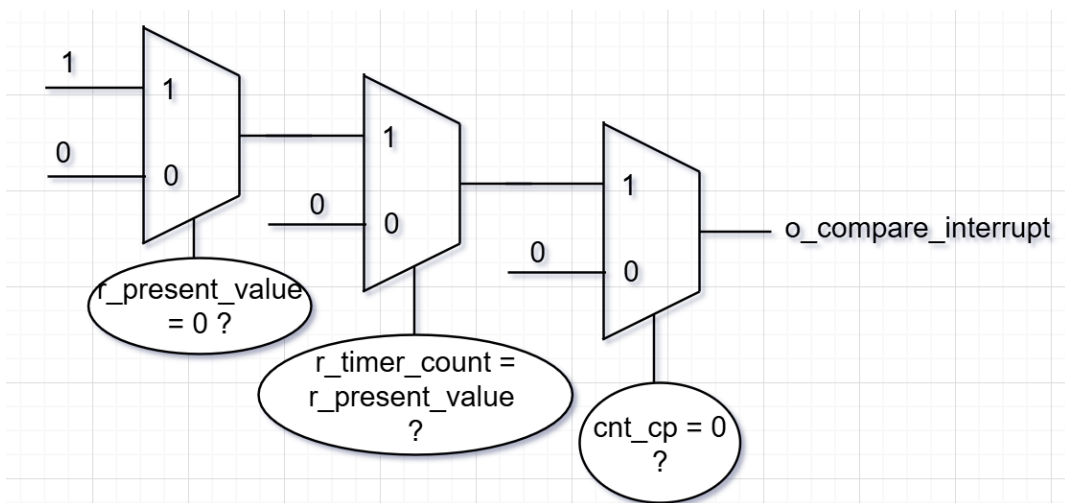 1
1
0
0
r_present_value
= 0 ?
1
0
0
r_timer_count =
r_present_value
?
1
0
0
cnt_cp = 0
?
o_compare_interrupt